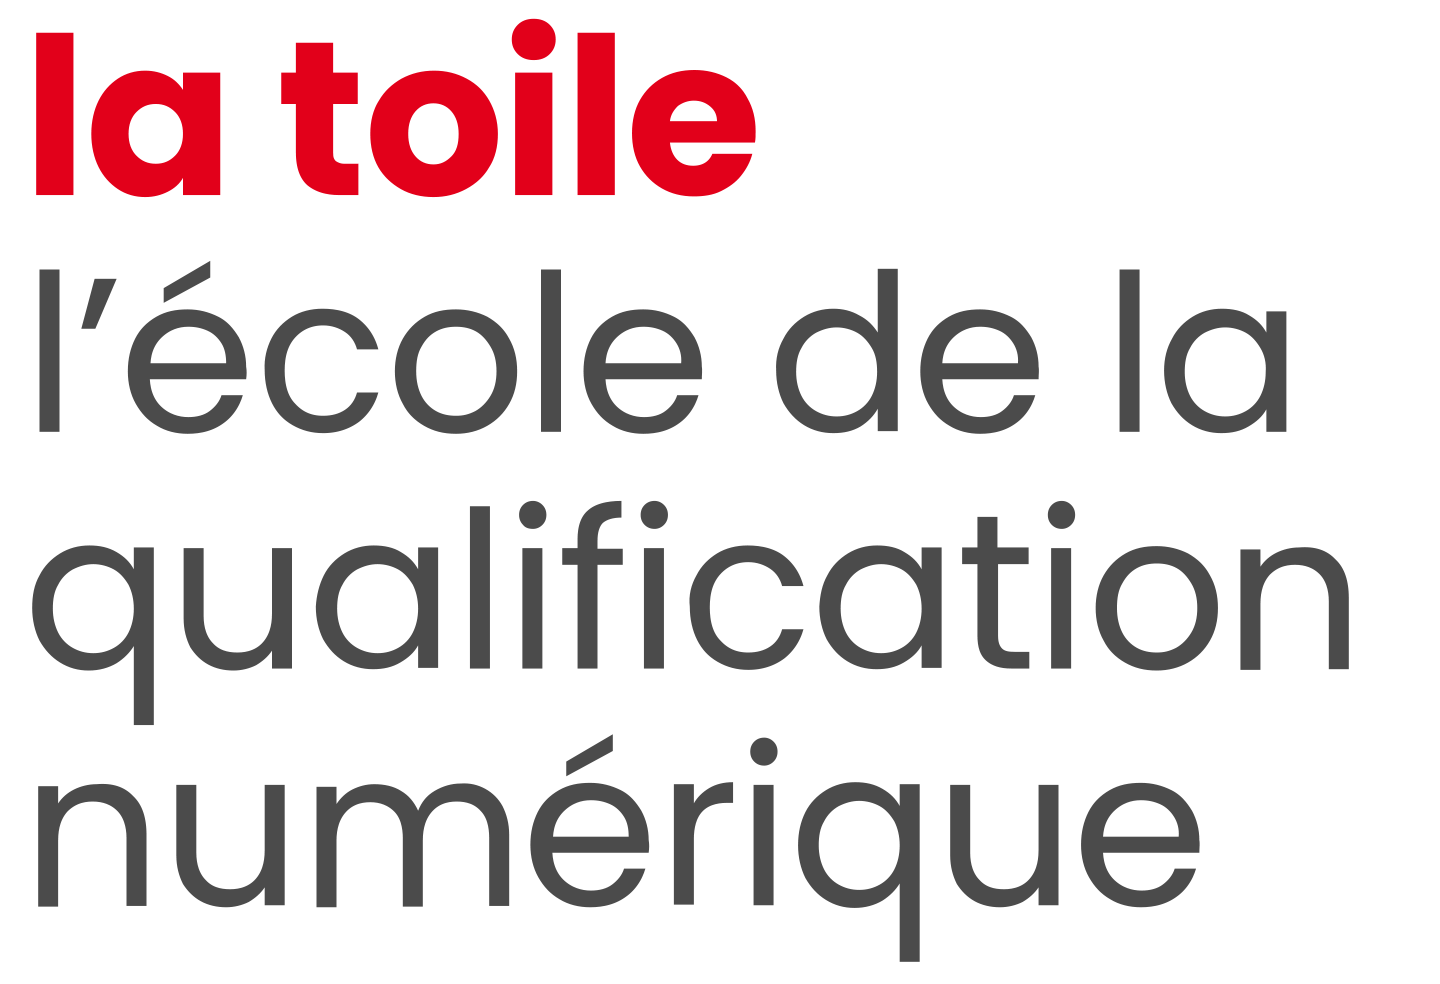 la toile
l’école de la
qualification
numérique